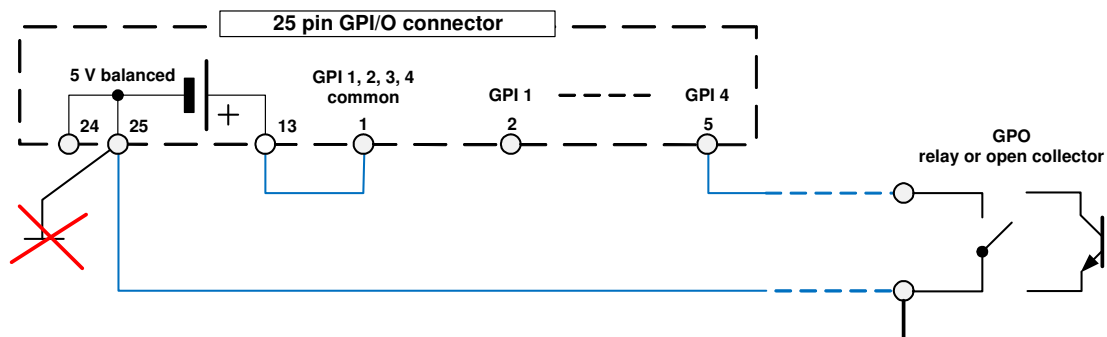 25 pin GPI/O connector
5 V balanced
GPI 1, 2, 3, 4
common
GPI 1
GPI 4
+
24
25
13
1
2
5
GPO
relay or open collector